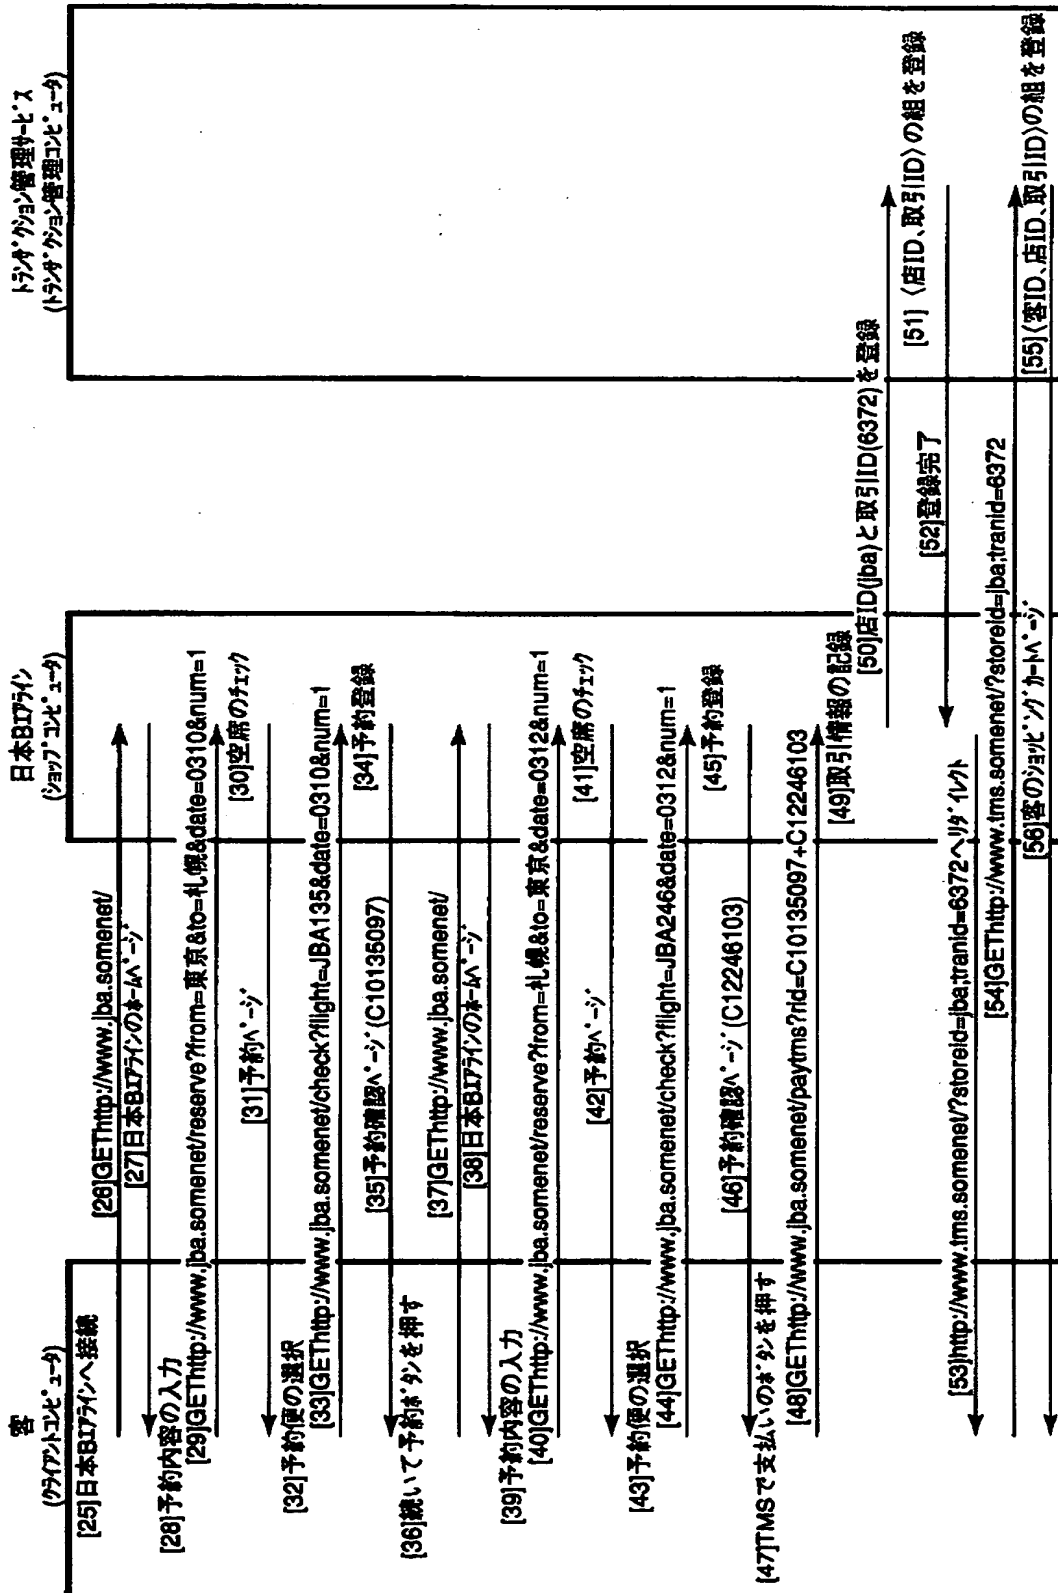 客
(クライアントコンピュータ)
日本Bエアライン
(ショップコンピュータ)
トランザクション管理サービス
(トランザクション管理コンピュータ)
[25]日本Bエアラインへ接続
[26]GEThttp://www.jba.somenet/
[27]日本Bエアラインのホームページ
[28]予約内容の入力
[29]GEThttp://www.jba.somenet/reserve?from=東京&to=札幌&date=0310&num=1
[30]空席のチェック
[31]予約ページ
[32]予約便の選択
[33]GEThttp://www.jba.somenet/check?flight=JBA135&date=0310&num=1
[34]予約登録
[35]予約確認ページ(C10135097)
[36]続いて予約ボタンを押す
[37]GEThttp://www.jba.somenet/
[38]日本Bエアラインのホームページ
[39]予約内容の入力
[40]GEThttp://www.jba.somenet/reserve?from=札幌&to=東京&date=0312&num=1
[41]空席のチェック
[42]予約ページ
[43]予約便の選択
[44]GEThttp://www.jba.somenet/check?flight=JBA246&date=0312&num=1
[45]予約登録
[46]予約確認ページ(C12246103)
[47]TMSで支払いのボタンを押す
[48]GEThttp://www.jba.somenet/paytms?rid=C10135097+C12246103
[49]取引情報の記録
[50]店ID(jba)と取引ID(6372)を登録
[51]〈店ID、取引ID〉の組を登録
[52]登録完了
[53]http://www.tms.somenet/?storeid=jba;tranid=6372へリダイレクト
[54]GEThttp://www.tms.somenet/?storeid=jba;tranid=6372
[55]〈客ID、店ID、取引ID〉の組を登録
[56]客のショッピングカートページ